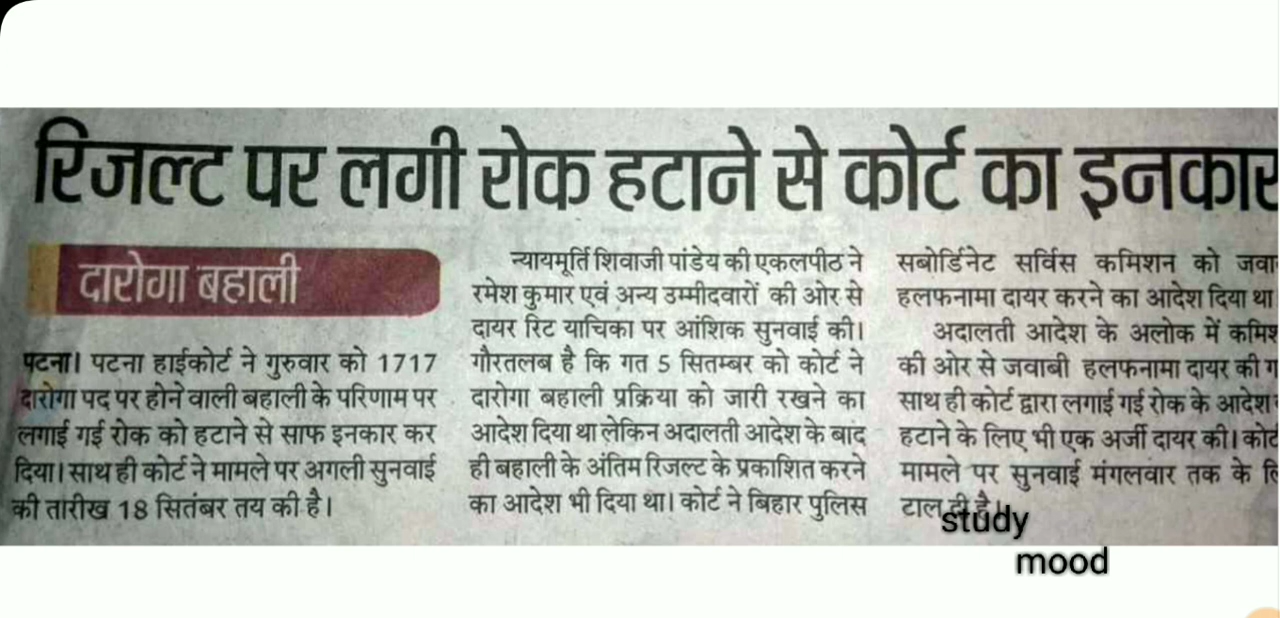 रिजल्ट पर लगी रोक हटाने से कोर्ट का इनकार
दारोगा बहाली
पटना। पटना हाईकोर्ट ने गुरुवार को 1717
दारोगा पद पर होने वाली बहाली के परिणाम पर
लगाई गई रोक को हटाने से साफ इनकार कर
दिया। साथ ही कोर्ट ने मामले पर अगली सुनवाई
की तारीख 18 सितंबर तय की है।
न्यायमूर्ति शिवाजी पांडेय की एकलपीठ ने
रमेश कुमार एवं अन्य उम्मीदवारों की ओर से
दायर रिट याचिका पर आंशिक सुनवाई की।
गौरतलब है कि गत 5 सितम्बर को कोर्ट ने
दारोगा बहाली प्रक्रिया को जारी रखने का
आदेश दिया था लेकिन अदालती आदेश के बाद
ही बहाली के अंतिम रिजल्ट के प्रकाशित करने
का आदेश भी दिया था। कोर्ट ने बिहार पुलिस
सबोर्डिनेट सर्विस कमिशन को जवा
हलफनामा दायर करने का आदेश दिया था
अदालती आदेश के अलोक में कमिश
की ओर से जवाबी हलफनामा दायर की ग
साथ ही कोर्ट द्वारा लगाई गई रोक के आदेश
हटाने के लिए भी एक अर्जी दायर की। कोर्ट
मामले पर सुनवाई मंगलवार तक के लि
टाल दी है।
study
mood